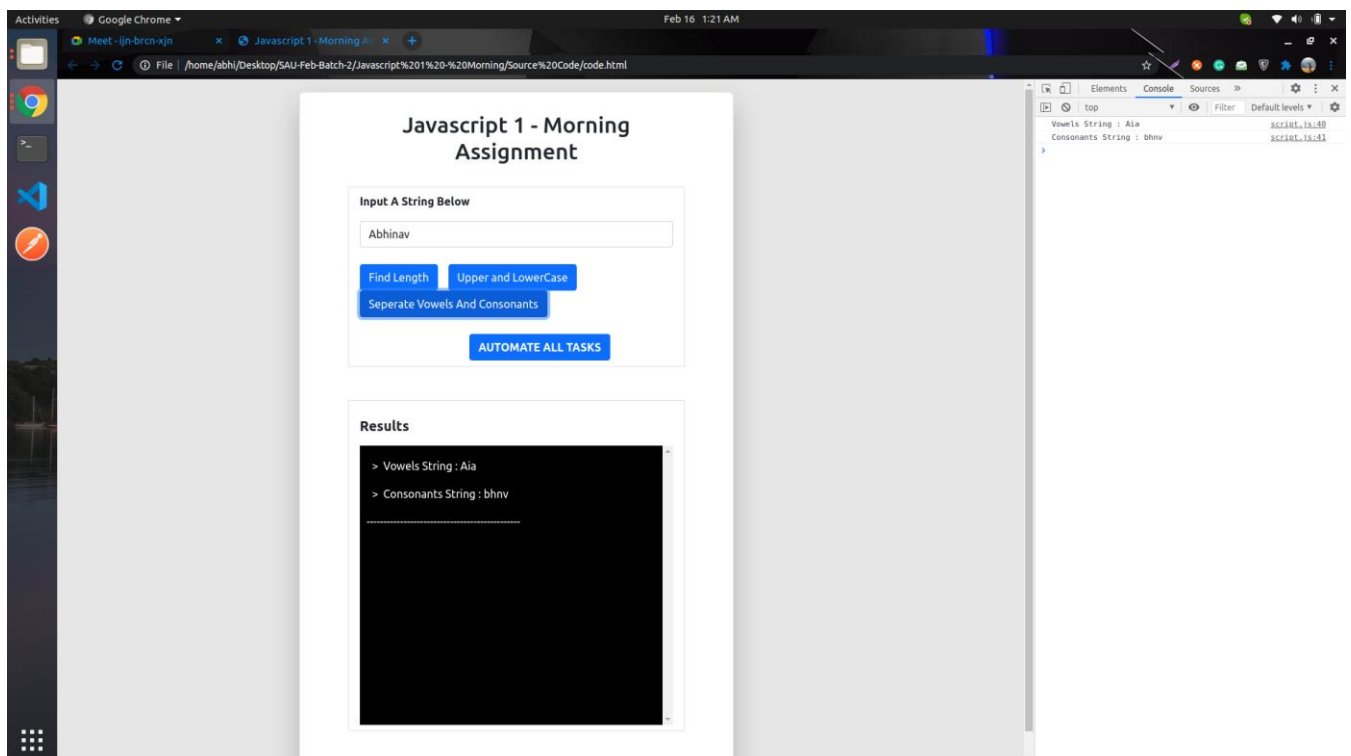 Activities
Google Chrome
Feb 16 1:21 AM
Meet - ijn-brcn-xjn
Javascript 1 - Morning As
File /home/abhi/Desktop/SAU-Feb-Batch-2/Javascript%201%20-%20Morning/Source%20Code/code.html
Elements Console Sources
top Filter Default levels
Vowels String : Aia script.js:40
Consonants String : bhnv script.js:41
Javascript 1 - Morning
Assignment
Input A String Below
Abhinav
Find Length Upper and LowerCase
Seperate Vowels And Consonants
AUTOMATE ALL TASKS
Results
> Vowels String : Aia
> Consonants String : bhnv
----------------------------------------------